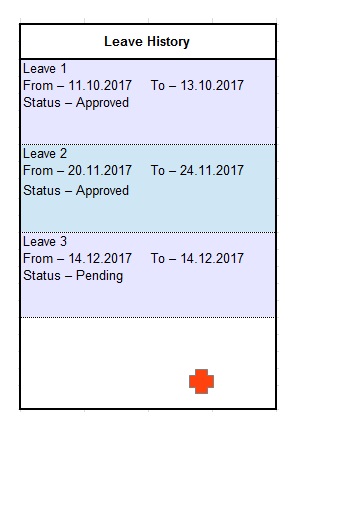 Leave History
Leave 1
From – 11.10.2017 To – 13.10.2017
Status – Approved
Leave 2
From – 20.11.2017 To – 24.11.2017
Status – Approved
Leave 3
From – 14.12.2017 To – 14.12.2017
Status – Pending